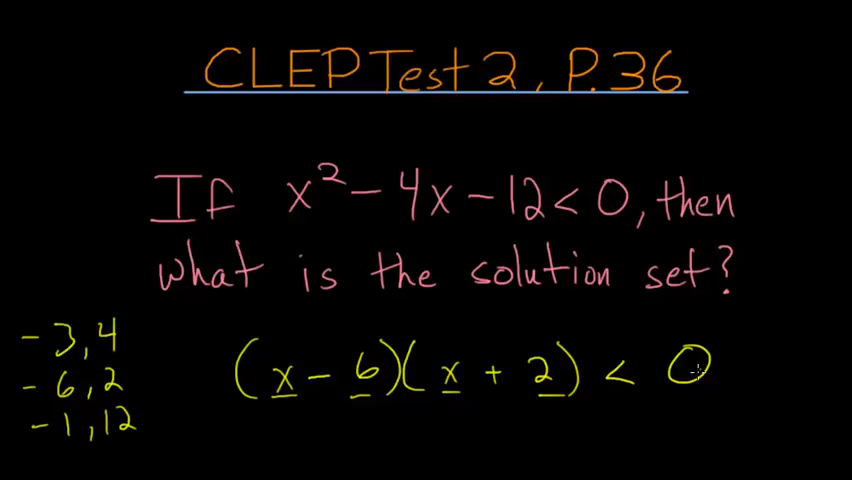 CLEP Test 2, P.36
If x² - 4x - 12 < 0, then
what is the solution set?
- 3, 4
- 6, 2
- 1, 12
(x - 6)(x + 2) < 0